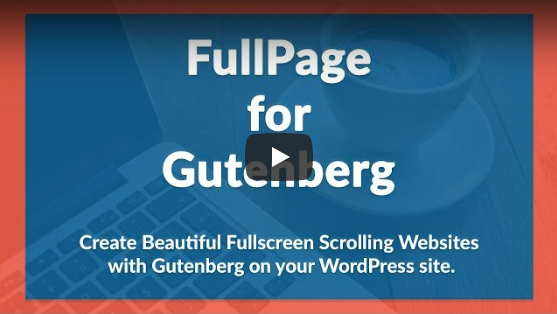 FullPage
for
Gutenberg
Create Beautiful Fullscreen Scrolling Websites
with Gutenberg on your WordPress site.